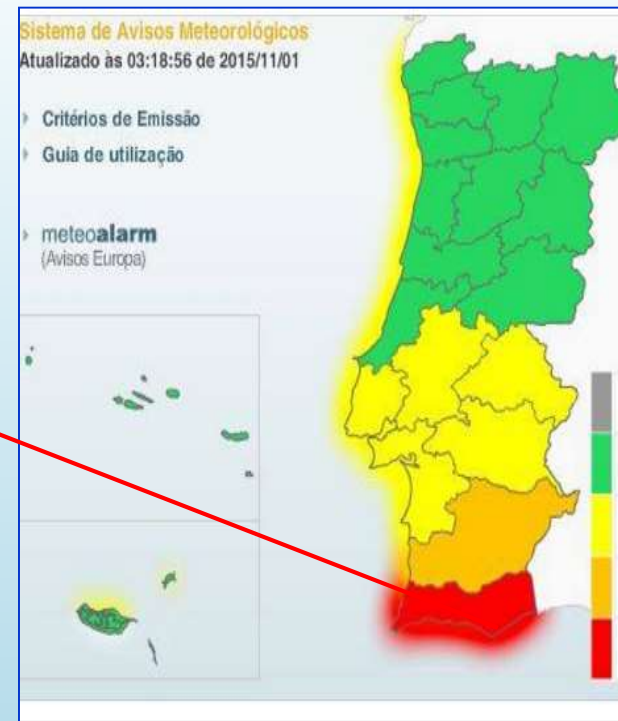 Sistema de Avisos Meteorológicos
Atualizado às 03:18:56 de 2015/11/01
Critérios de Emissão
Guia de utilização
meteoalarm
(Avisos Europa)